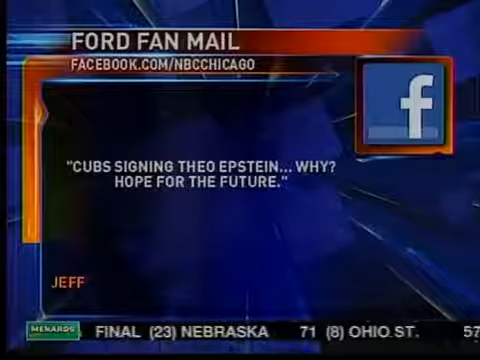 FORD FAN MAIL
FACEBOOK.COM/NBCCHICAGO
f
"CUBS SIGNING THEO EPSTEIN... WHY?
HOPE FOR THE FUTURE."
JEFF
MENARDS FINAL (23) NEBRASKA 71 (8) OHIO ST. 57